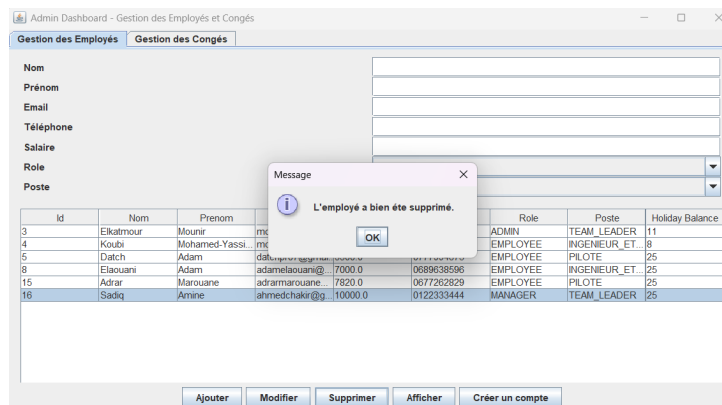 Admin Dashboard - Gestion des Employés et Congés
Gestion des Employés Gestion des Congés
Nom
Prénom
Email
Téléphone
Salaire
Role
Poste
Message
L'employé a bien éte supprimé.
OK
Id Nom Prenom Role Poste Holiday Balance
3 Elkatmour Mounir ADMIN TEAM_LEADER 11
4 Koubi Mohamed-Yassi... EMPLOYEE INGENIEUR_ET... 8
5 Datch Adam EMPLOYEE PILOTE 25
8 Elaouani Adam adamelaouani@... 7000.0 0689638596 EMPLOYEE INGENIEUR_ET... 25
15 Adrar Marouane adrarmarouane... 7820.0 0677262829 EMPLOYEE PILOTE 25
16 Sadiq Amine ahmedchakir@g... 10000.0 0122333444 MANAGER TEAM_LEADER 25
Ajouter Modifier Supprimer Afficher Créer un compte